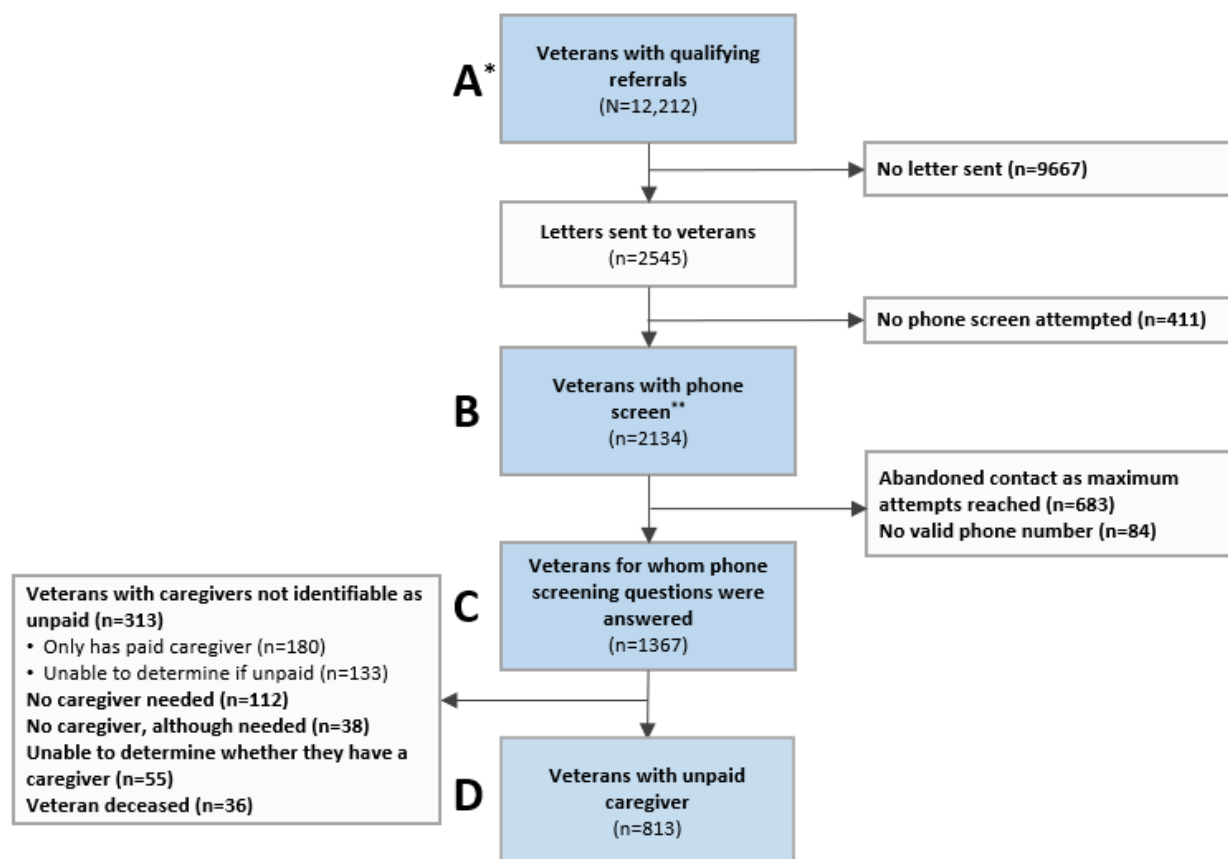 A*
Veterans with qualifying
referrals
(N=12,212)
No letter sent (n=9667)
Letters sent to veterans
(n=2545)
No phone screen attempted (n=411)
B
Veterans with phone
screen**
(n=2134)
Abandoned contact as maximum
attempts reached (n=683)
No valid phone number (n=84)
C
Veterans for whom phone
screening questions were
answered
(n=1367)
Veterans with caregivers not identifiable as
unpaid (n=313)
• Only has paid caregiver (n=180)
• Unable to determine if unpaid (n=133)
No caregiver needed (n=112)
No caregiver, although needed (n=38)
Unable to determine whether they have a
caregiver (n=55)
Veteran deceased (n=36)
D
Veterans with unpaid
caregiver
(n=813)